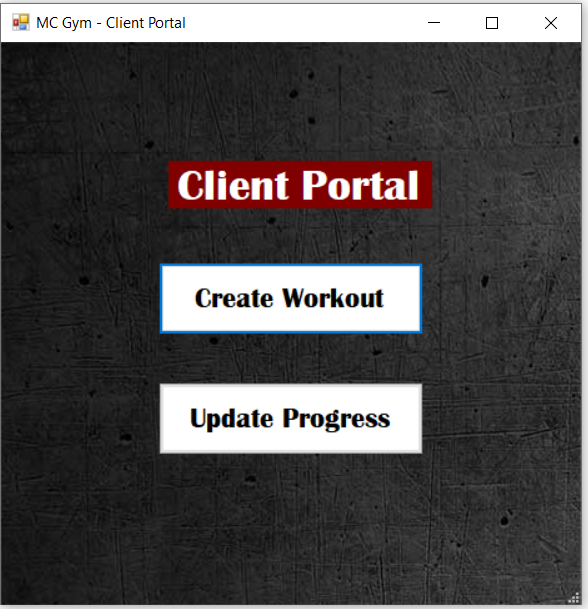 MC Gym - Client Portal
Client Portal
Create Workout
Update Progress